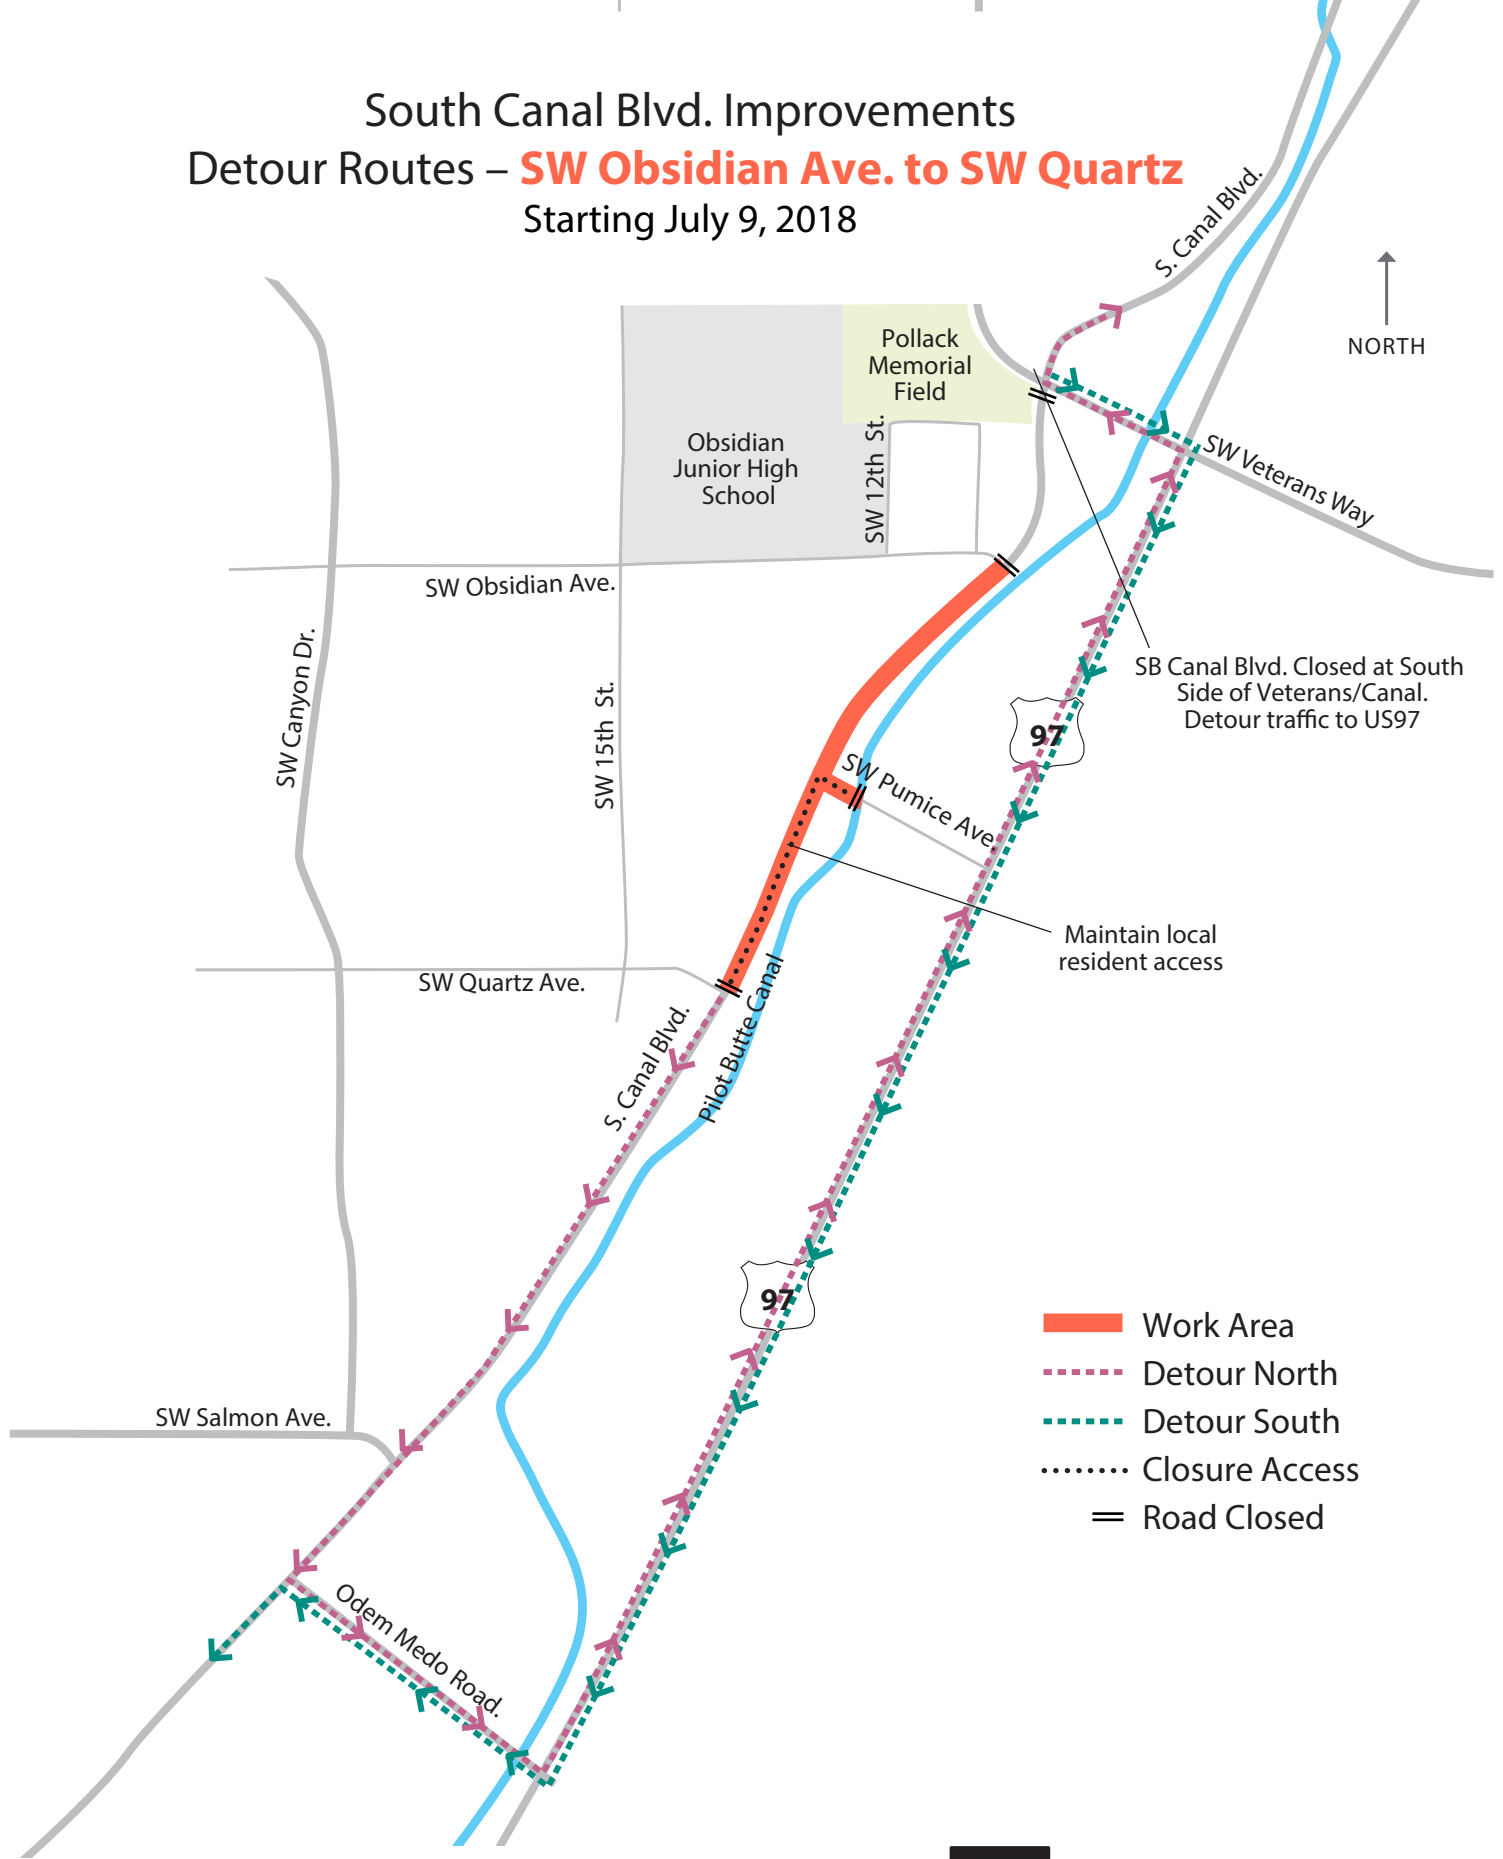 South Canal Blvd. Improvements
Detour Routes – SW Obsidian Ave. to SW Quartz
Starting July 9, 2018
S. Canal Blvd.
NORTH
Pollack
Memorial
Field
Obsidian
Junior High
School
SW 12th St.
SW Veterans Way
SW Obsidian Ave.
SW Canyon Dr.
SW 15th St.
SB Canal Blvd. Closed at South
Side of Veterans/Canal.
Detour traffic to US97
97
SW Pumice Ave.
Maintain local
resident access
SW Quartz Ave.
S. Canal Blvd.
Pilot Butte Canal
97
Work Area
Detour North
Detour South
Closure Access
Road Closed
SW Salmon Ave.
Odem Medo Road.